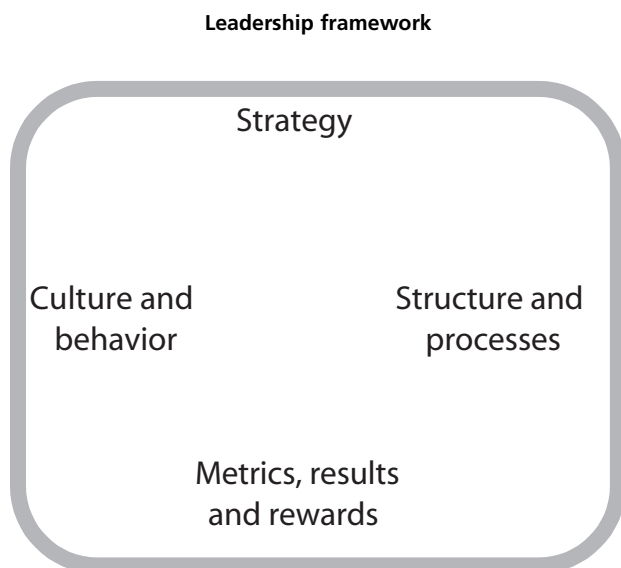 Leadership framework
Strategy
Culture and
behavior
Structure and
processes
Metrics, results
and rewards